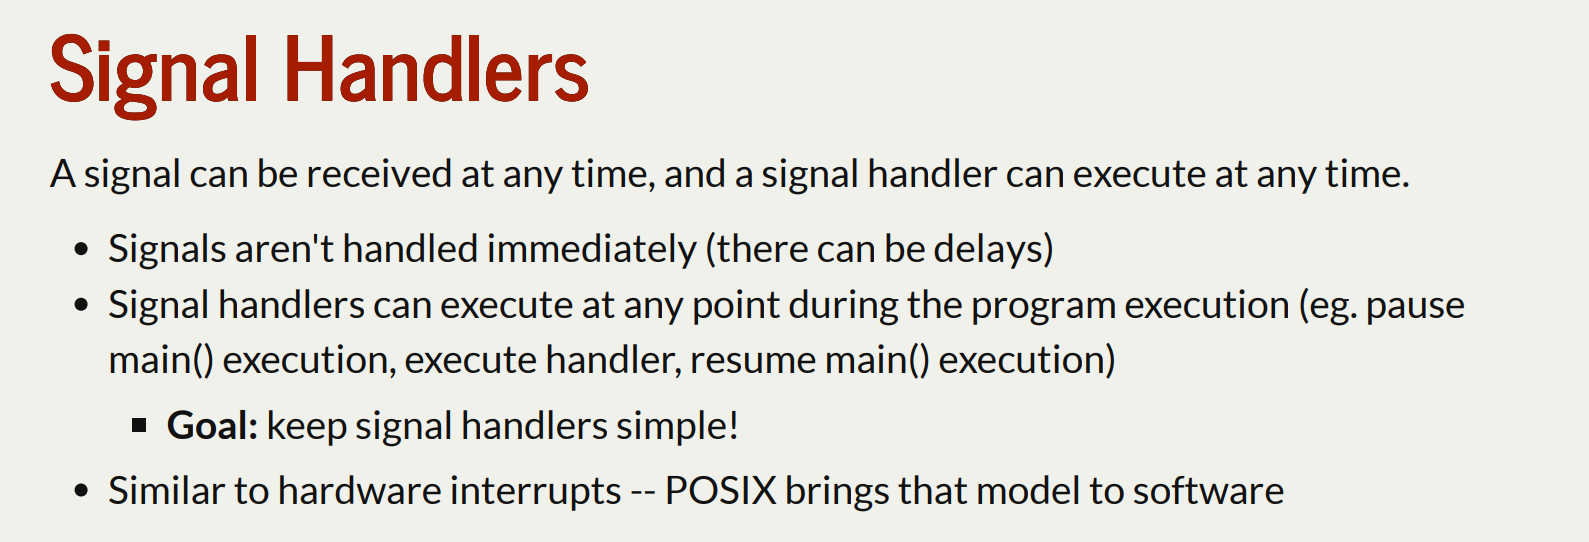 Signal Handlers
A signal can be received at any time, and a signal handler can execute at any time.
• Signals aren't handled immediately (there can be delays)
• Signal handlers can execute at any point during the program execution (eg. pause
main() execution, execute handler, resume main() execution)
▪ Goal: keep signal handlers simple!
• Similar to hardware interrupts -- POSIX brings that model to software